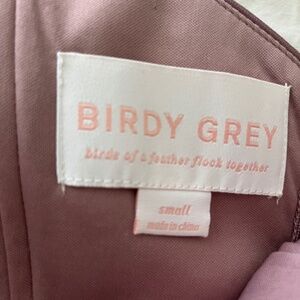 BIRDY GREY
birds of a feather flock together
small
made in china